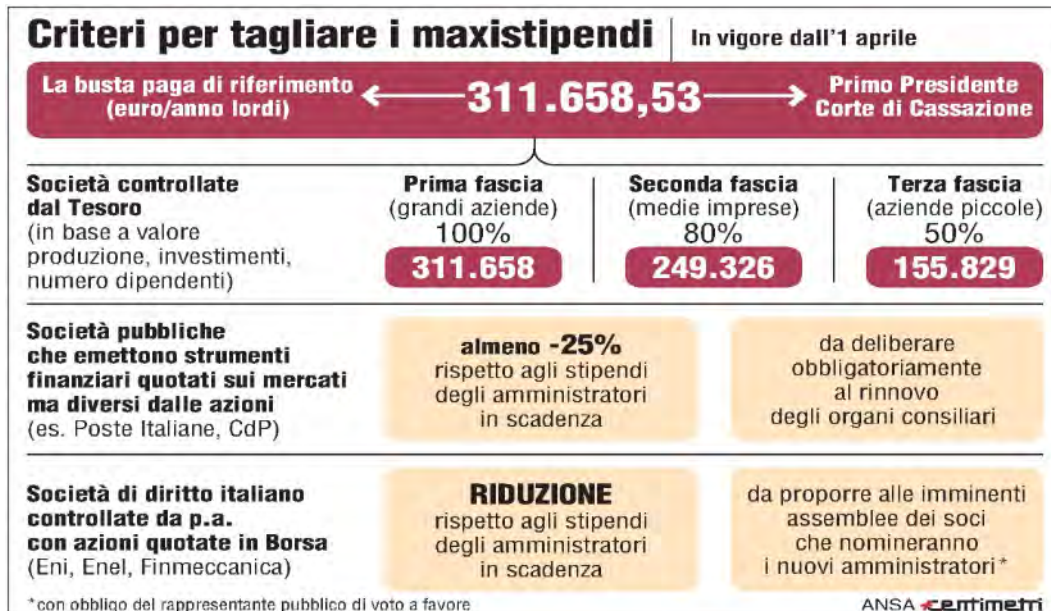 Criteri per tagliare i maxistipendi
In vigore dall'1 aprile
La busta paga di riferimento
(euro/anno lordi)
311.658,53
Primo Presidente
Corte di Cassazione
Società controllate
dal Tesoro
(in base a valore
produzione, investimenti,
numero dipendenti)
Prima fascia
(grandi aziende)
100%
311.658
Seconda fascia
(medie imprese)
80%
249.326
Terza fascia
(aziende piccole)
50%
155.829
Società pubbliche
che emettono strumenti
finanziari quotati sui mercati
ma diversi dalle azioni
(es. Poste Italiane, CdP)
almeno -25%
rispetto agli stipendi
degli amministratori
in scadenza
da deliberare
obbligatoriamente
al rinnovo
degli organi consiliari
Società di diritto italiano
controllate da p.a.
con azioni quotate in Borsa
(Eni, Enel, Finmeccanica)
RIDUZIONE
rispetto agli stipendi
degli amministratori
in scadenza
da proporre alle imminenti
assemblee dei soci
che nomineranno
i nuovi amministratori*
*con obbligo del rappresentante pubblico di voto a favore
ANSA centimetri